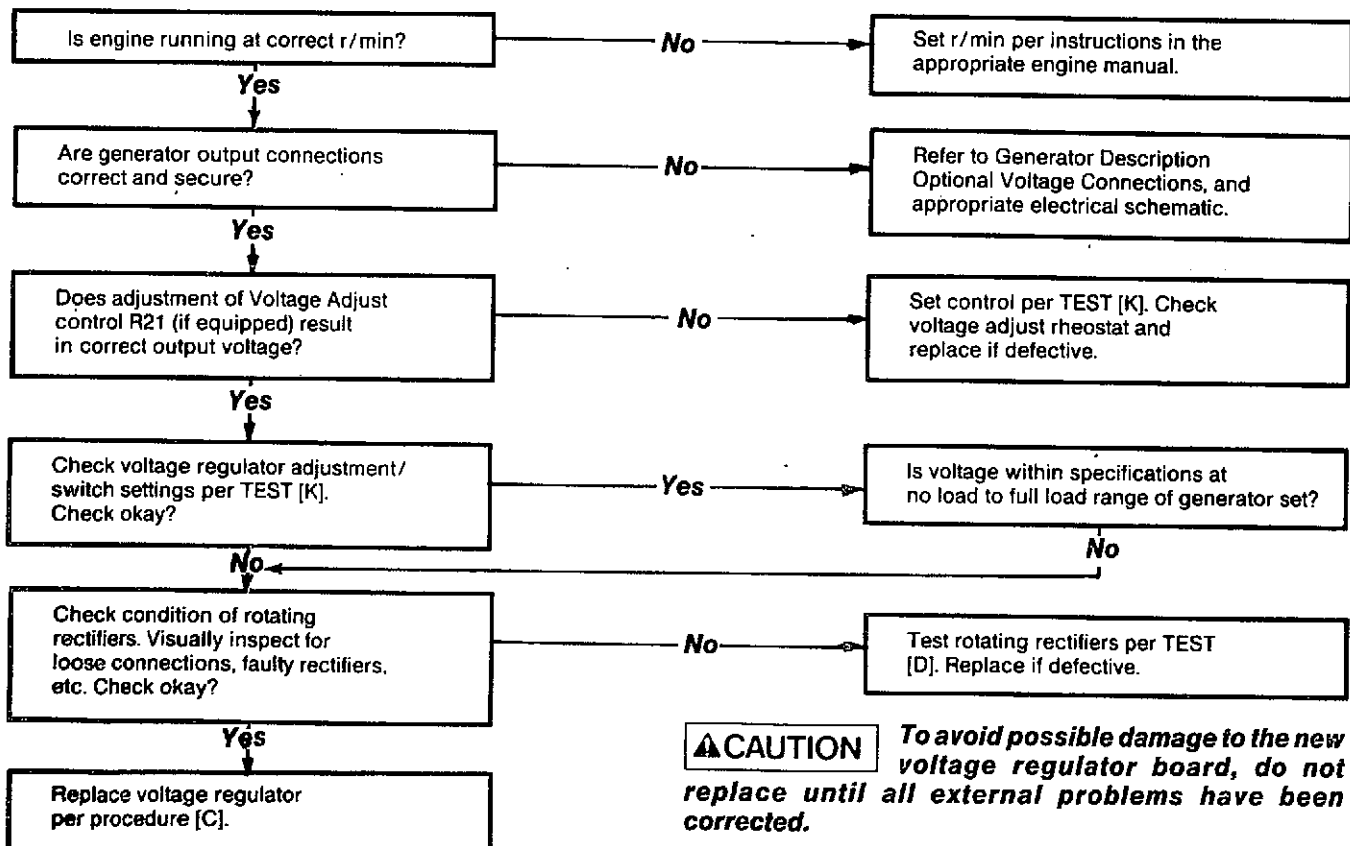 Is engine running at correct r/min?
No
Set r/min per instructions in the
appropriate engine manual.
Yes
Are generator output connections
correct and secure?
No
Refer to Generator Description
Optional Voltage Connections, and
appropriate electrical schematic.
Yes
Does adjustment of Voltage Adjust
control R21 (if equipped) result
in correct output voltage?
No
Set control per TEST [K]. Check
voltage adjust rheostat and
replace if defective.
Yes
Check voltage regulator adjustment/
switch settings per TEST [K].
Check okay?
Yes
Is voltage within specifications at
no load to full load range of generator set?
No
No
Check condition of rotating
rectifiers. Visually inspect for
loose connections, faulty rectifiers,
etc. Check okay?
No
Test rotating rectifiers per TEST
[D]. Replace if defective.
Yes
Replace voltage regulator
per procedure [C].
CAUTION To avoid possible damage to the new
voltage regulator board, do not
replace until all external problems have been
corrected.